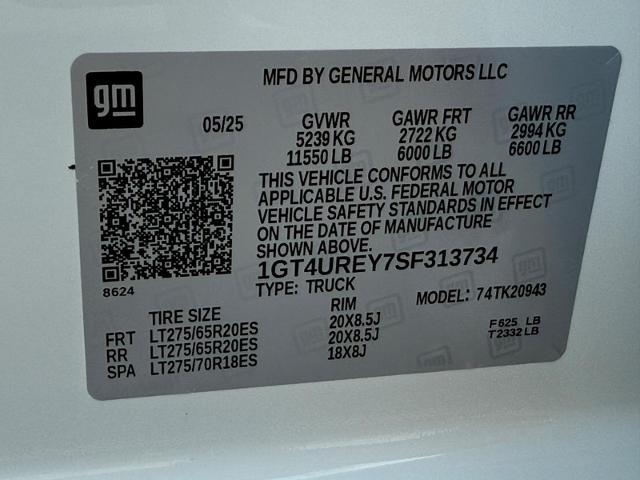 gm
MFD BY GENERAL MOTORS LLC
05/25 GVWR GAWR FRT GAWR RR
5239 KG 2722 KG 2994 KG
11550 LB 6000 LB 6600 LB
THIS VEHICLE CONFORMS TO ALL
APPLICABLE U.S. FEDERAL MOTOR
VEHICLE SAFETY STANDARDS IN EFFECT
ON THE DATE OF MANUFACTURE
SHOWN ABOVE.
1GT4UREY7SF313734
8624
TYPE: TRUCK MODEL: 74TK20943
TIRE SIZE RIM
FRT LT275/65R20ES 20X8.5J F625 LB
RR LT275/65R20ES 20X8.5J T2332 LB
SPA LT275/70R18ES 18X8J